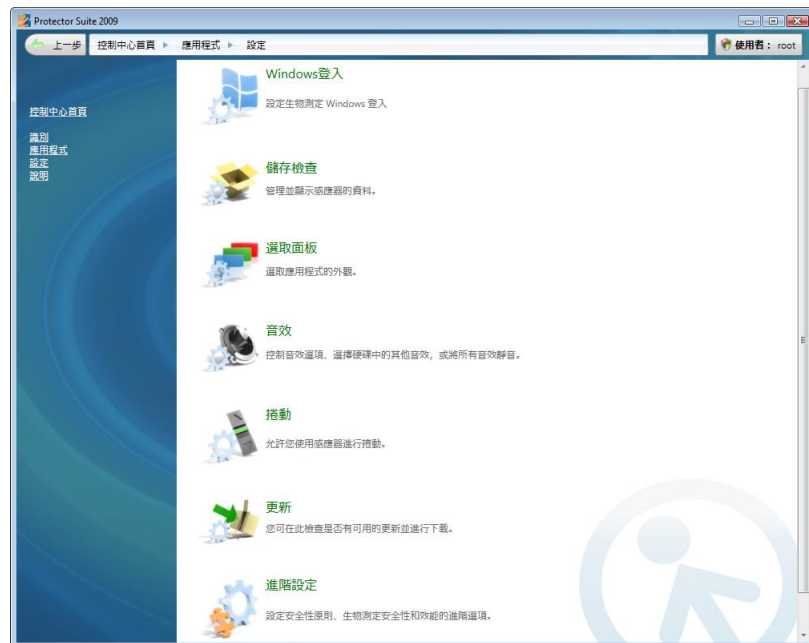 Protector Suite 2009
上一步 控制中心首頁 應用程式 設定 使用者： root
控制中心首頁
識別
應用程式
設定
說明
Windows登入
設定生物測定 Windows 登入
儲存檢查
管理並顯示感應器的資料。
選取面板
選取應用程式的外觀。
音效
控制音效選項、選擇硬碟中的其他音效，或將所有音效靜音。
捲動
允許您使用感應器進行捲動。
更新
您可在此檢查是否有可用的更新並進行下載。
進階設定
設定安全性原則、生物測定安全性和效能的進階選項。